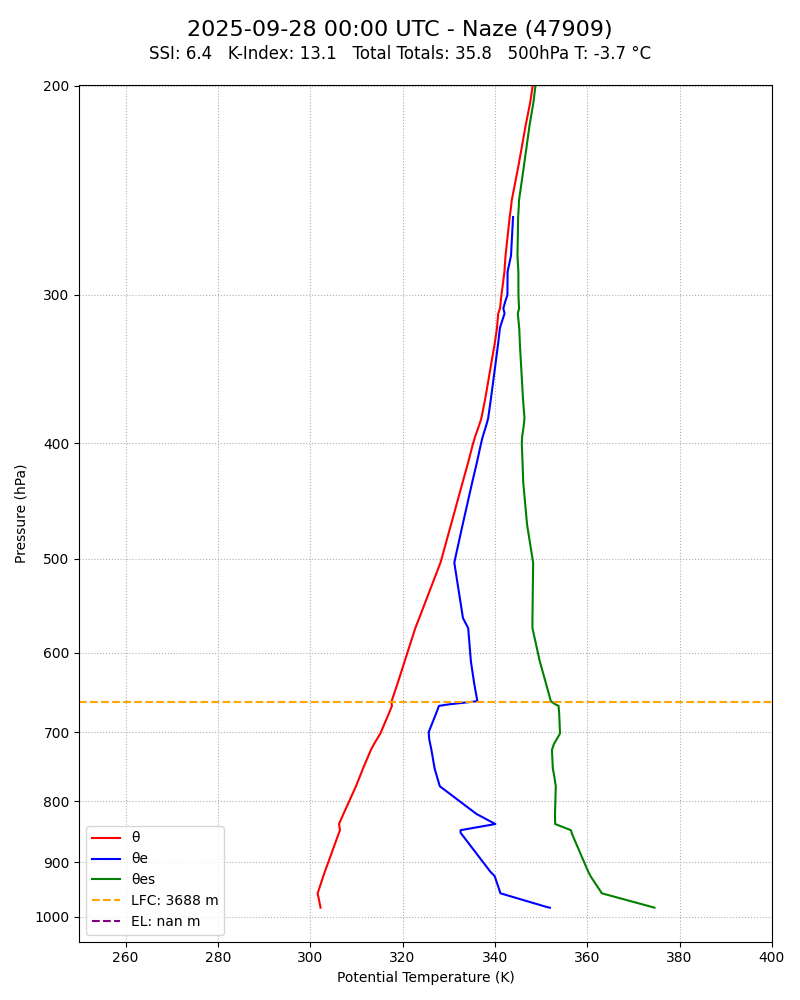 2025-09-28 00:00 UTC - Naze (47909)
SSI: 6.4   K-Index: 13.1   Total Totals: 35.8   500hPa T: -3.7 °C
200
300
400
500
600
700
800
900
1000
Pressure (hPa)
θ
θe
θes
LFC: 3688 m
EL: nan m
260 280 300 320 340 360 380 400
Potential Temperature (K)